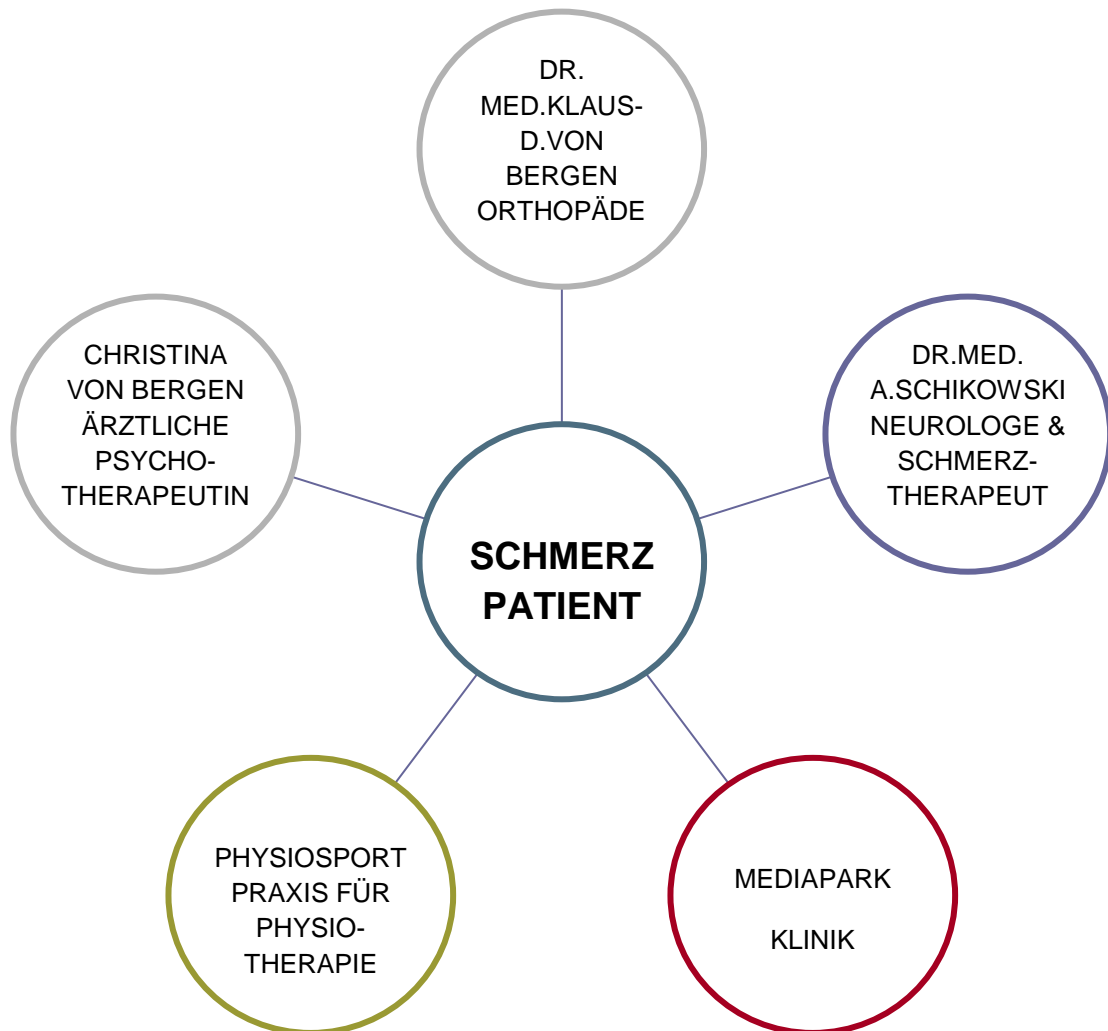 DR.
MED.KLAUS-
D.VON
BERGEN
ORTHOPÄDE
CHRISTINA
VON BERGEN
ÄRZTLICHE
PSYCHO-
THERAPEUTIN
DR.MED.
A.SCHIKOWSKI
NEUROLOGE &
SCHMERZ-
THERAPEUT
SCHMERZ
PATIENT
PHYSIOSPORT
PRAXIS FÜR
PHYSIO-
THERAPIE
MEDIAPARK
KLINIK